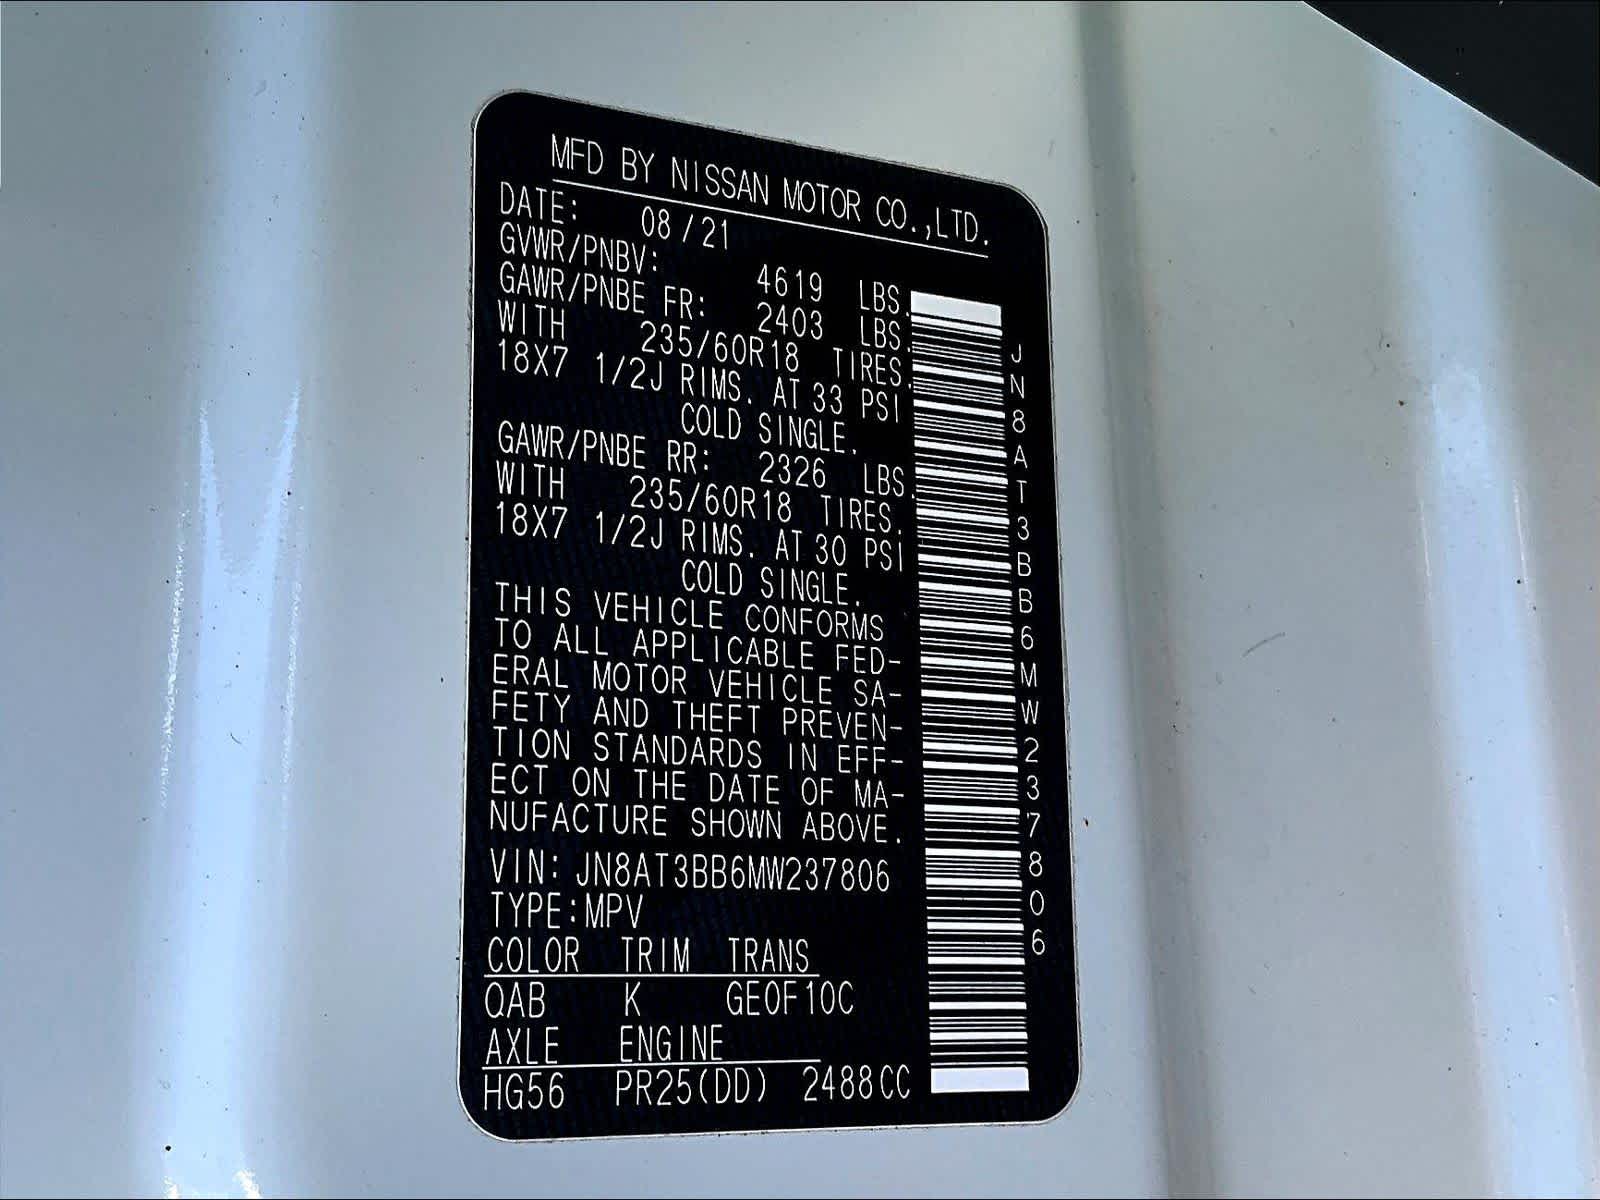 MFD BY NISSAN MOTOR CO.,LTD.
DATE: 08/21
GVWR/PNBV: 4619 LBS.
GAWR/PNBE FR: 2403 LBS.
WITH 235/60R18 TIRES.
18X7 1/2J RIMS. AT 33 PSI
COLD SINGLE.
GAWR/PNBE RR: 2326 LBS.
WITH 235/60R18 TIRES.
18X7 1/2J RIMS. AT 30 PSI
COLD SINGLE.
THIS VEHICLE CONFORMS
TO ALL APPLICABLE FED-
ERAL MOTOR VEHICLE SA-
FETY AND THEFT PREVEN-
TION STANDARDS IN EFF-
ECT ON THE DATE OF MA-
NUFACTURE SHOWN ABOVE.
VIN: JN8AT3BB6MW237806
TYPE:MPV
COLOR TRIM TRANS
QAB K GE0F10C
AXLE ENGINE
HG56 PR25(DD) 2488CC
JN8AT3BB6MW237806